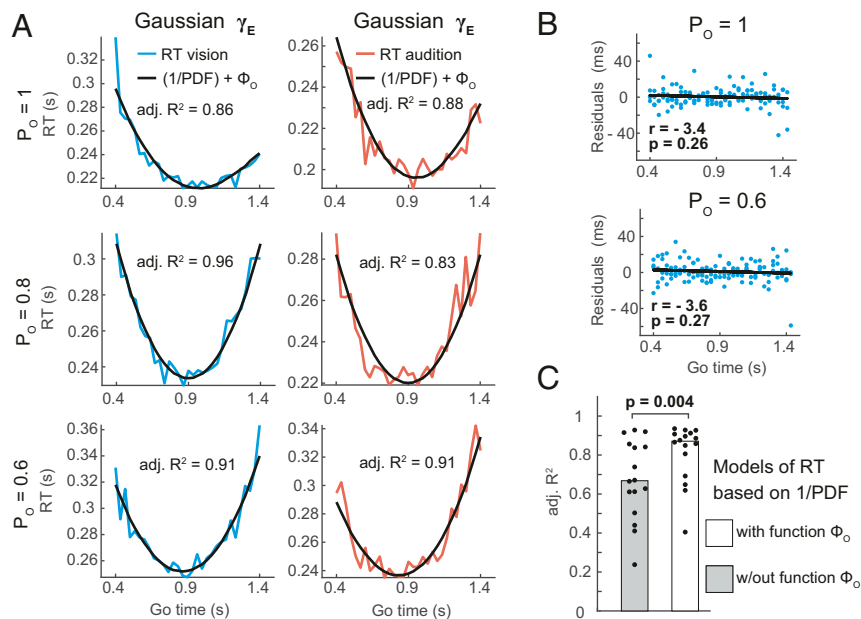 A
Gaussian γE
RT vision
(1/PDF) + ΦO
adj. R² = 0.86
PO = 1
RT (s)
0.3
0.28
0.26
0.24
0.22
0.4 0.9 1.4
Gaussian γE
RT audition
(1/PDF) + ΦO
adj. R² = 0.88
0.26
0.24
0.22
0.2
0.4 0.9 1.4
PO = 0.8
RT (s)
adj. R² = 0.96
0.3
0.28
0.26
0.24
0.4 0.9 1.4
adj. R² = 0.83
0.28
0.26
0.24
0.22
0.4 0.9 1.4
PO = 0.6
RT (s)
adj. R² = 0.91
0.36
0.34
0.32
0.3
0.28
0.26
0.4 0.9 1.4
Go time (s)
adj. R² = 0.91
0.34
0.32
0.3
0.28
0.26
0.24
0.4 0.9 1.4
Go time (s)
B
PO = 1
Residuals (ms)
40
0
- 40
r = - 3.4
p = 0.26
0.4 0.9 1.4
PO = 0.6
Residuals (ms)
40
0
- 40
r = - 3.6
p = 0.27
0.4 0.9 1.4
Go time (s)
C
p = 0.004
adj. R²
1
0.8
0.6
0.4
0.2
0
Models of RT
based on 1/PDF
with function ΦO
w/out function ΦO